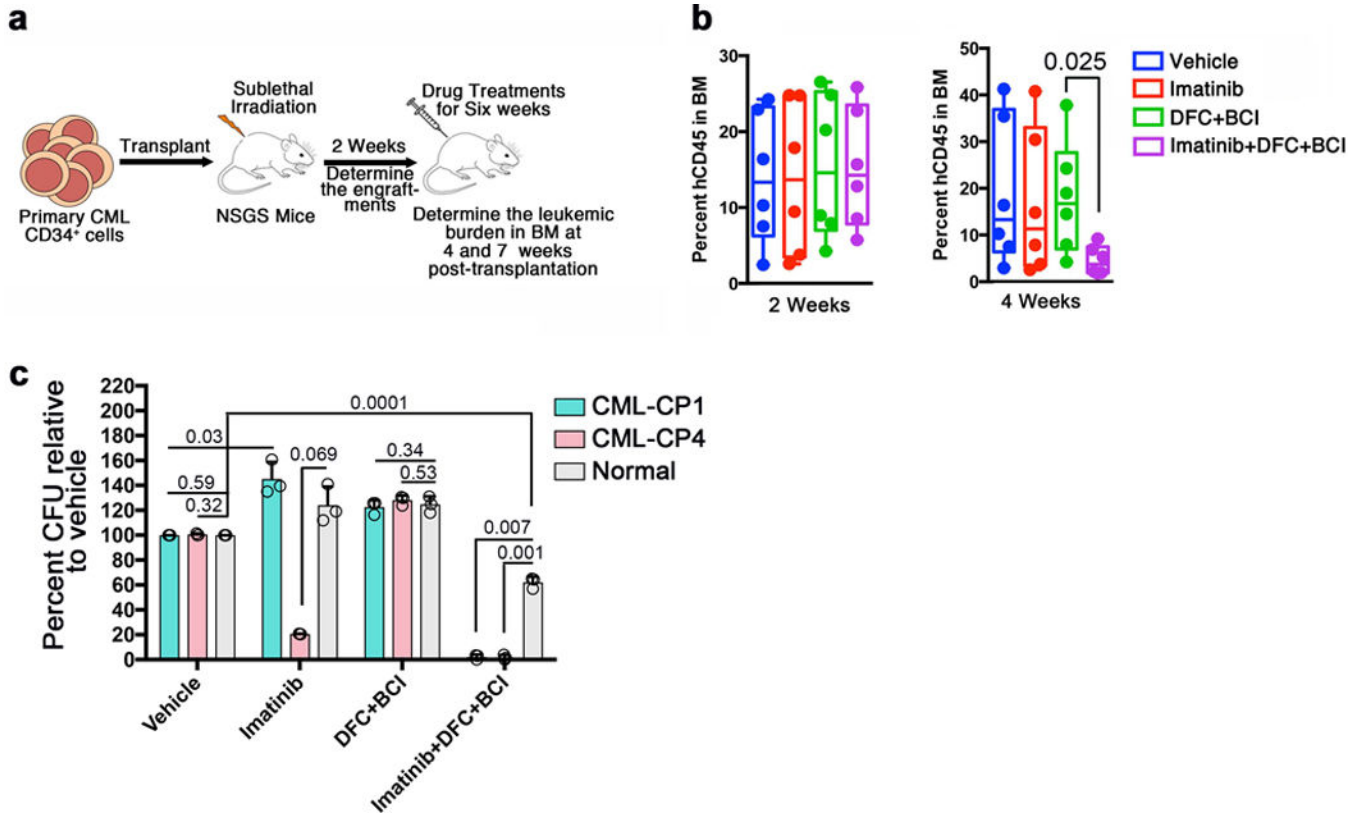 a
Primary CML
CD34⁺ cells
Transplant
Sublethal
Irradiation
NSGS Mice
2 Weeks
Determine
the engraft-
ments
Drug Treatments
for Six weeks
Determine the leukemic
burden in BM at
4 and 7 weeks
post-transplantation
b
Percent hCD45 in BM
30
20
10
0
2 Weeks
Percent hCD45 in BM
50
40
30
20
10
0
0.025
4 Weeks
Vehicle
Imatinib
DFC+BCI
Imatinib+DFC+BCI
c
Percent CFU relative
to vehicle
220
200
180
160
140
120
100
80
60
40
20
0
0.0001
0.03
0.59
0.32
0.069
0.34
0.53
0.007
0.001
CML-CP1
CML-CP4
Normal
Vehicle
Imatinib
DFC+BCI
Imatinib+DFC+BCI